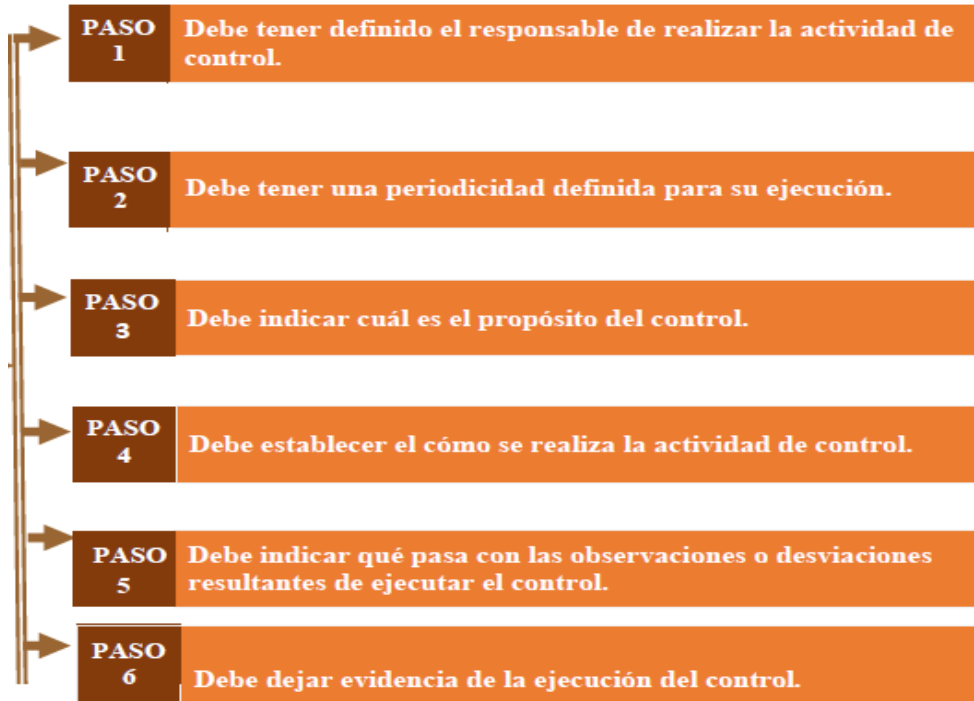 PASO
1
Debe tener definido el responsable de realizar la actividad de
control.
PASO
2
Debe tener una periodicidad definida para su ejecución.
PASO
3
Debe indicar cuál es el propósito del control.
PASO
4
Debe establecer el cómo se realiza la actividad de control.
PASO
5
Debe indicar qué pasa con las observaciones o desviaciones
resultantes de ejecutar el control.
PASO
6
Debe dejar evidencia de la ejecución del control.